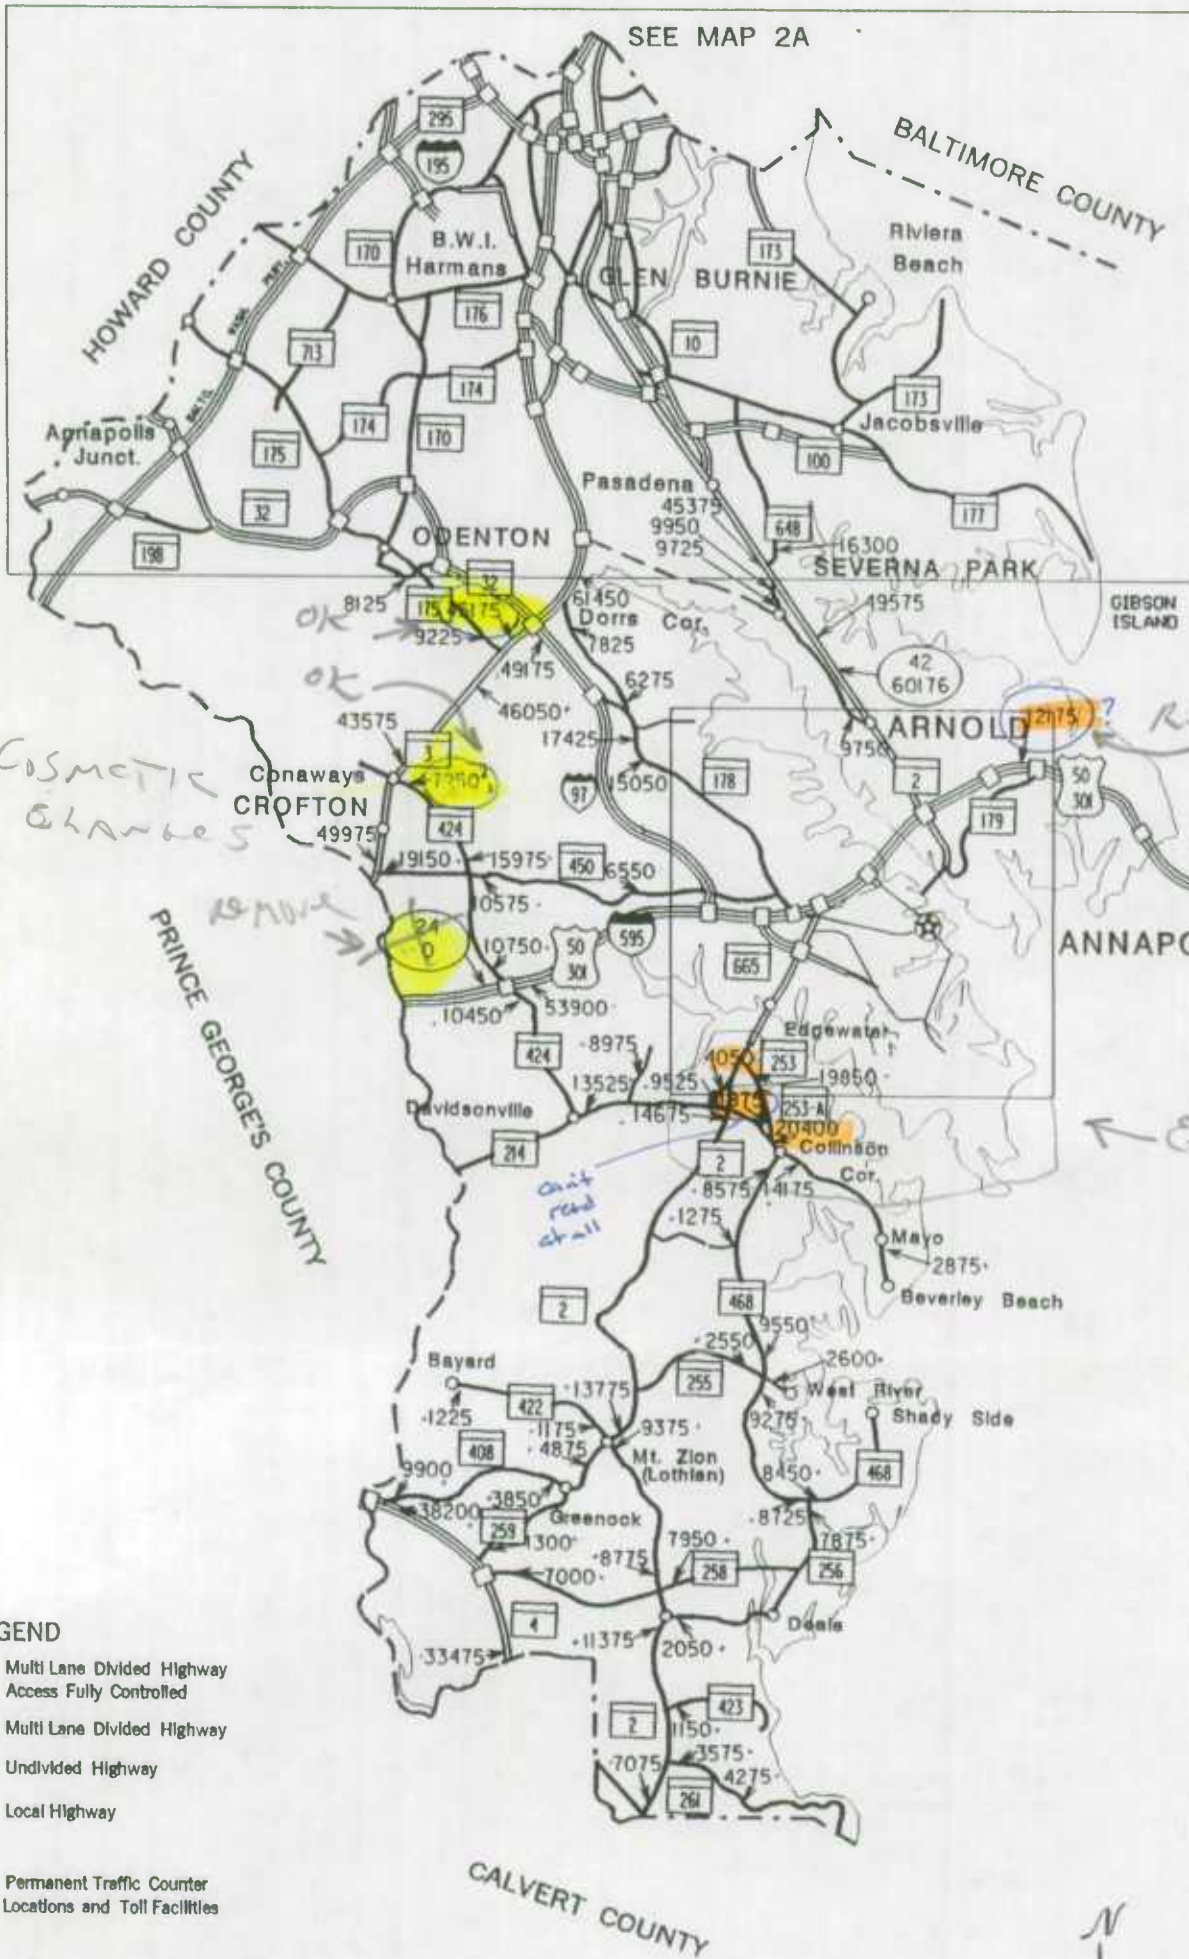 SEE MAP 2A
BALTIMORE COUNTY
HOWARD COUNTY
295
195
170
B.W.I.
Harmans
173
Riviera
Beach
GLEN BURNIE
176
10
713
WASH.
PKWY.
BALTO.
174
173
174
170
Jacobsville
Annapolis
Junct.
175
100
Pasadena
45375
9950
9725
177
32
198
ODENTON
648
16300
SEVERNA PARK
32
8125
175
61450
49575
GIBSON
ISLAND
OK
9225
Dorrs Cor.
7825
49175
42
60176
OK
6275
46050
43575
17425
ARNOLD
12175
?
9750
3
7350
15050
178
2
50
301
COSMETIC
CHANGES
Conaways
CROFTON
97
179
49975
424
19150
15975
450
6550
10575
REMOVE
24
D
10750
50
301
595
ANNAPO
665
PRINCE GEORGE'S COUNTY
10450
53900
Edgewater
424
8975
4050
253
13525
9525
19850
Davidsonville
14675
253-A
20400
214
2
Collinson
Cor.
can't
read
at all
8575
14175
1275
Mayo
2875
2
468
Beverley Beach
9550
2550
2600
Bayard
255
West River
13775
1225
422
9275
Shady Side
1175
9375
408
4875
Mt. Zion
(Lothian)
9900
8450
468
3850
38200
8725
Greenock
259
1300
7950
7875
8775
258
256
7000
4
Deale
11375
2050
33475
GEND
Multi Lane Divided Highway
Access Fully Controlled
423
Multi Lane Divided Highway
2
1150
3575
Undivided Highway
7075
4275
261
Local Highway
Permanent Traffic Counter
Locations and Toll Facilities
CALVERT COUNTY
N